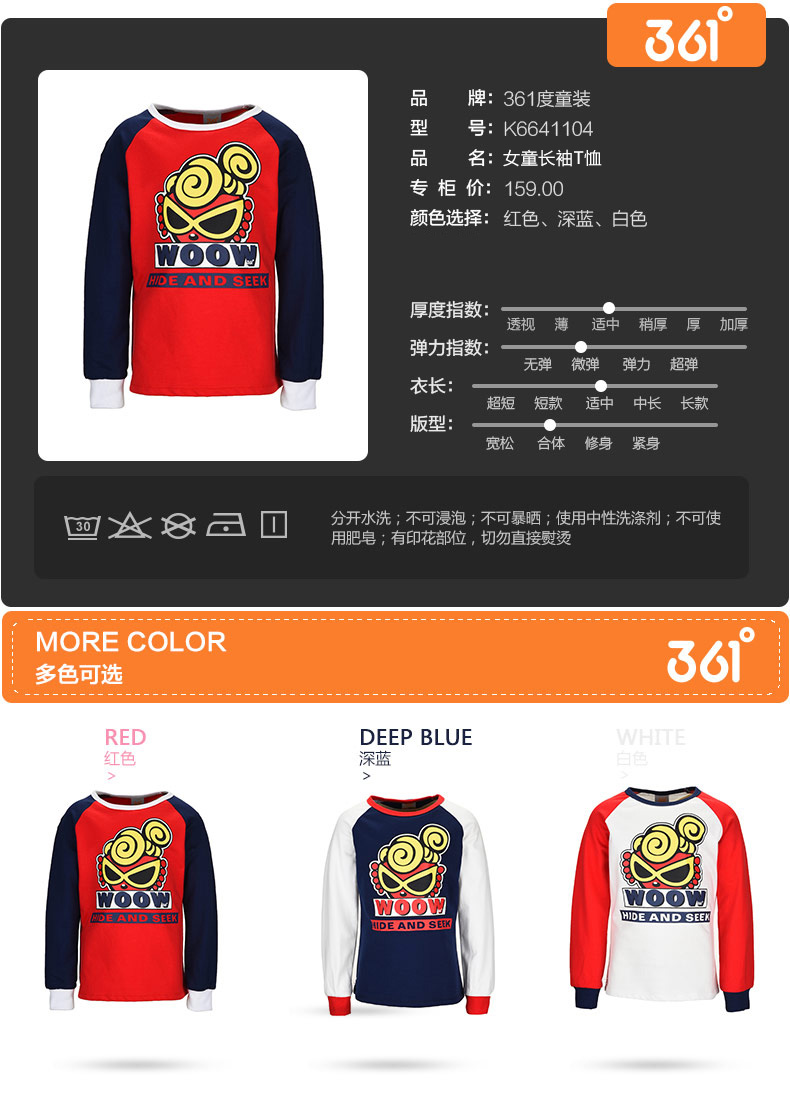 361°
WOOW
HIDE AND SEEK
品 牌：361度童装
型 号：K6641104
品 名：女童长袖T恤
专 柜 价：159.00
颜色选择：红色、深蓝、白色
厚度指数：
透视 薄 适中 稍厚 厚 加厚
弹力指数：
无弹 微弹 弹力 超弹
衣长：
超短 短款 适中 中长 长款
版型：
宽松 合体 修身 紧身
30
分开水洗；不可浸泡；不可暴晒；使用中性洗涤剂；不可使
用肥皂；有印花部位，切勿直接熨烫
MORE COLOR
多色可选
361°
RED
红色
>
DEEP BLUE
深蓝
>
WHITE
白色
>
WOOW
HIDE AND SEEK
WOOW
HIDE AND SEEK
WOOW
HIDE AND SEEK